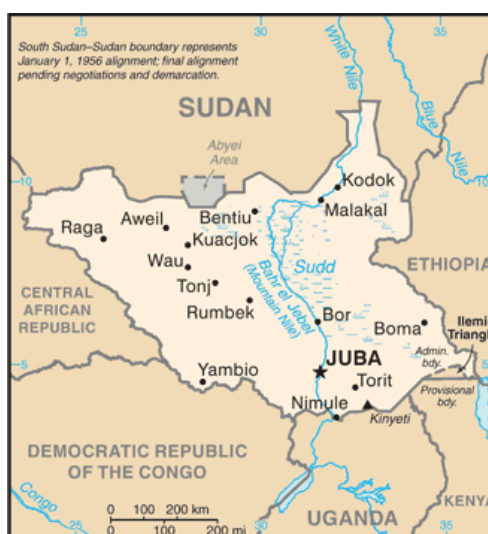 25
30
35
South Sudan–Sudan boundary represents
January 1, 1956 alignment; final alignment
pending negotiations and demarcation.
White Nile
Blue Nile
SUDAN
Abyei
Area
10
10
Kodok
Malakal
Bentiu
Aweil
Raga
Kuacjok
Wau
Tonj
Rumbek
Sudd
Bahr el Jebel
(Mountain Nile)
ETHIOPIA
CENTRAL
AFRICAN
REPUBLIC
Bor
Boma
Ilemi
Triangle
Admin.
bdy.
JUBA
5
5
Yambio
Torit
Provisional
bdy.
Nimule
Kinyeti
DEMOCRATIC REPUBLIC
OF THE CONGO
Congo
KENYA
UGANDA
0 100 200 km
0 100 200 mi